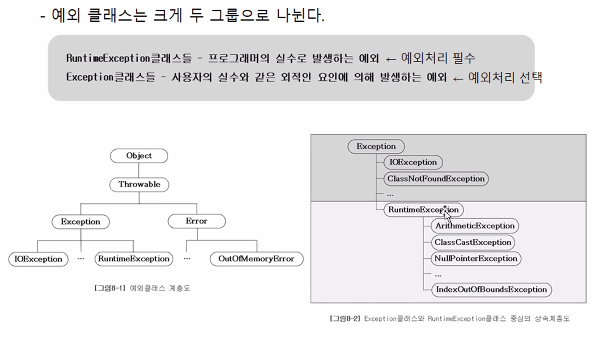 - 예외 클래스는 크게 두 그룹으로 나뉜다.
RuntimeException클래스들 - 프로그래머의 실수로 발생하는 예외 ← 예외처리 필수
Exception클래스들 - 사용자의 실수와 같은 외적인 요인에 의해 발생하는 예외 ← 예외처리 선택
Object
Throwable
Exception
Error
IOException
...
RuntimeException
...
OutOfMemoryError
[그림8-1] 예외클래스 계층도
Exception
IOException
ClassNotFoundException
...
RuntimeException
ArithmeticException
ClassCastException
NullPointerException
...
IndexOutOfBoundsException
[그림8-2] Exception클래스와 RuntimeException클래스 중심의 상속계층도